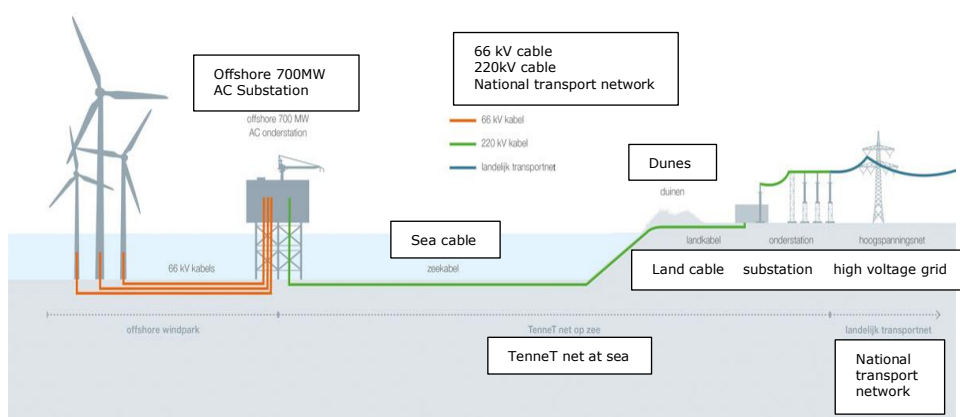 Offshore 700MW
AC Substation
offshore 700 MW
AC onderstation
66 kV cable
220kV cable
National transport network
66 kV kabel
220 kV kabel
landelijk transportnet
Dunes
duinen
Sea cable
66 kV kabels
zeekabel
landkabel
onderstation
hoogspanningsnet
Land cable substation high voltage grid
offshore windpark
TenneT net op zee
landelijk transportnet
TenneT net at sea
National
transport
network